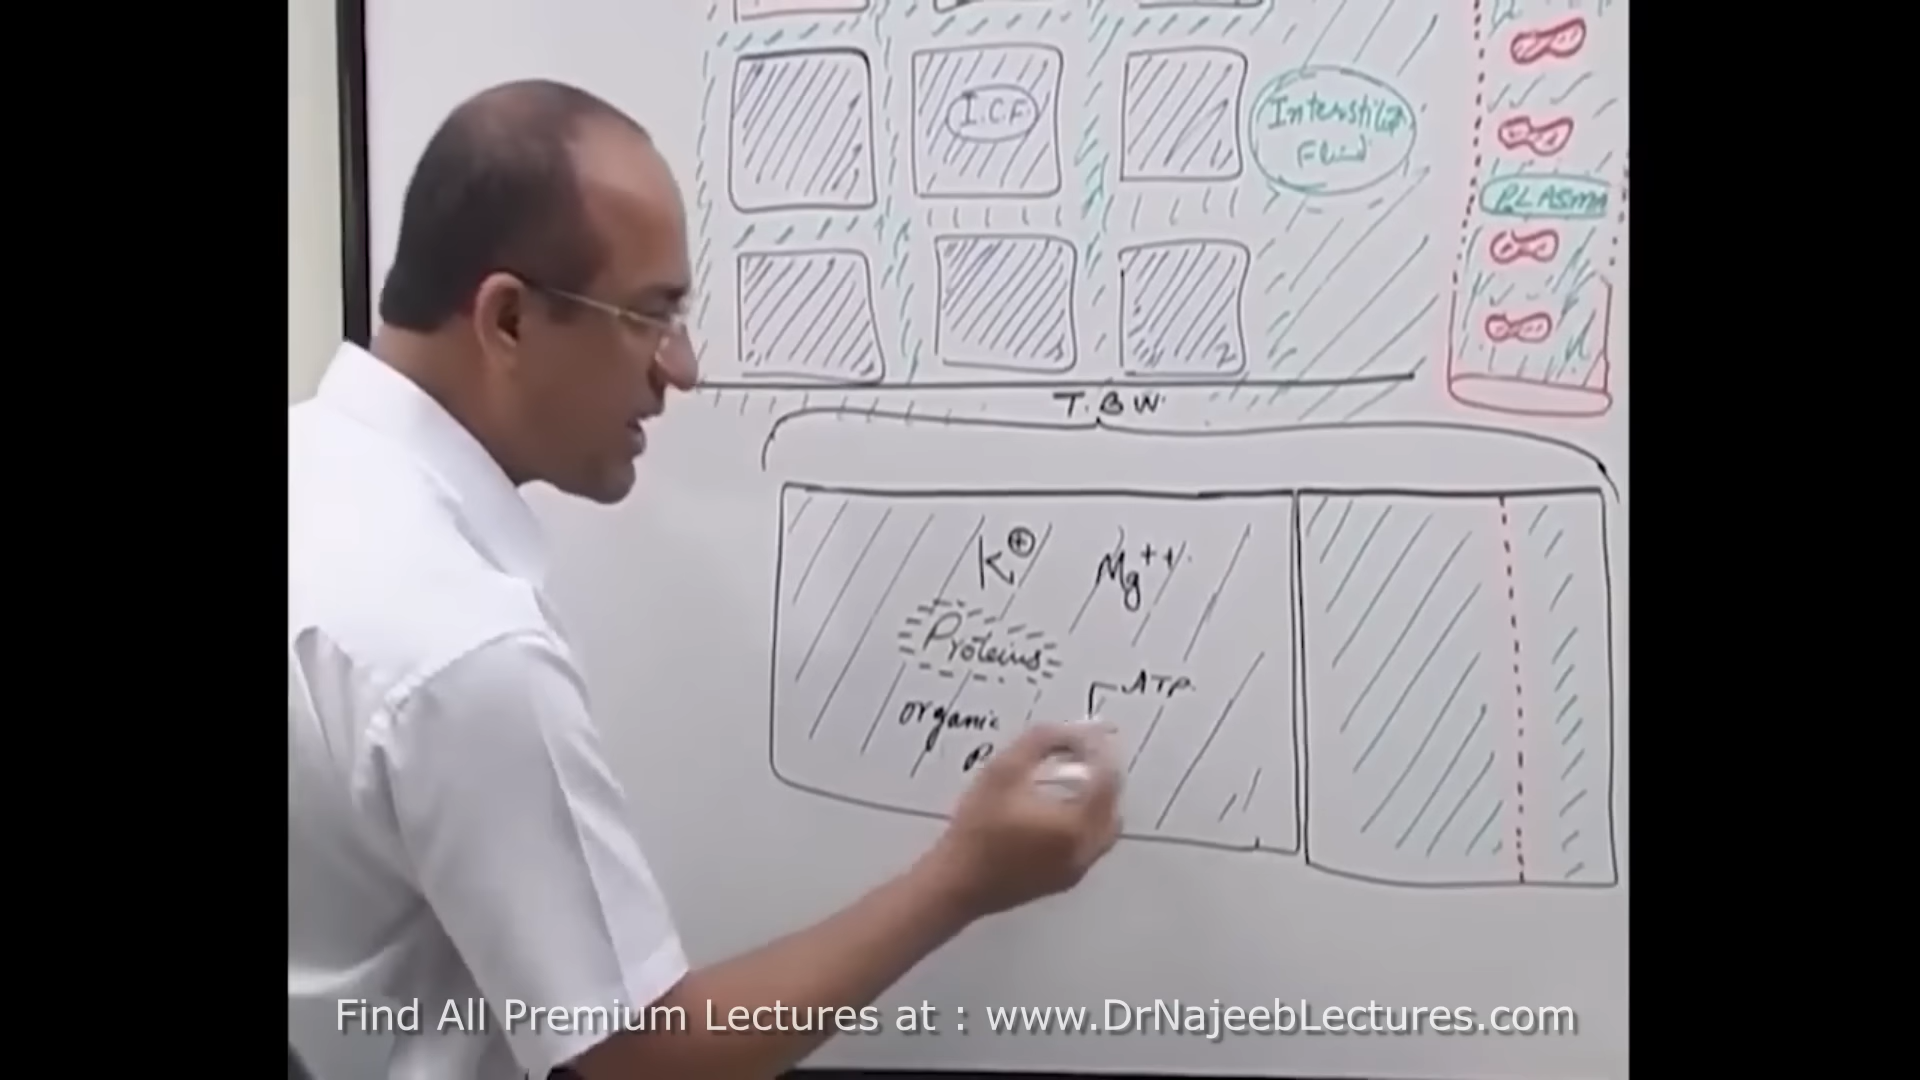 I.C.F.
Interstitial
Fluid
PLASMA
T.B.W.
K+
Mg++
Proteins
ATP
organic
Find All Premium Lectures at : www.DrNajeebLectures.com